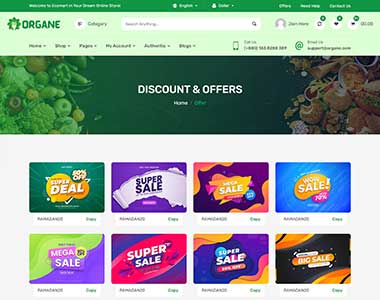 Welcome to Ecomart in Your Dream Online Store!
English
Dollar
Offers
Need Help
Contact Us
ORGANE
Category
Search Anything...
Join Here
$0.00
Home
Shop
Pages
My Account
Authentic
Blogs
Call Us
(+880) 183 8288 389
Email Us
support@organe.com
DISCOUNT & OFFERS
Home / Offer
SUPER DEAL 50% OFF
SUPER SALE
MEGA SALE
WOW SALE! 70%
RAMADAN20 Copy
RAMADAN20 Copy
RAMADAN20 Copy
RAMADAN20 Copy
MEGA SALE
SUPER SALE
SUPER SALE
BIG SALE
RAMADAN20 Copy
RAMADAN20 Copy
RAMADAN20 Copy
RAMADAN20 Copy